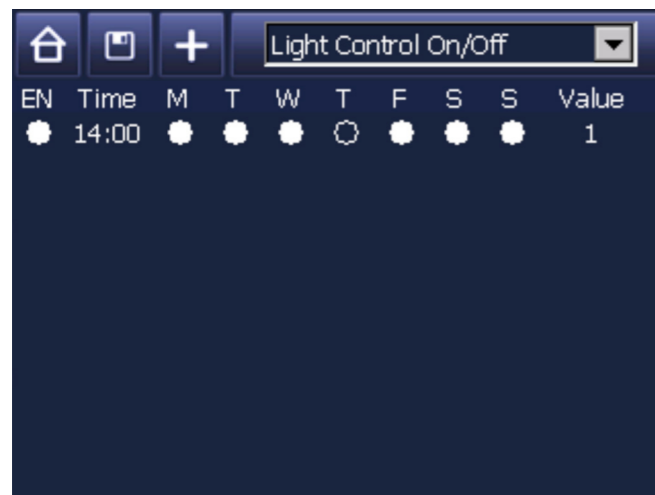 Light Control On/Off
EN Time M T W T F S S Value
14:00 1